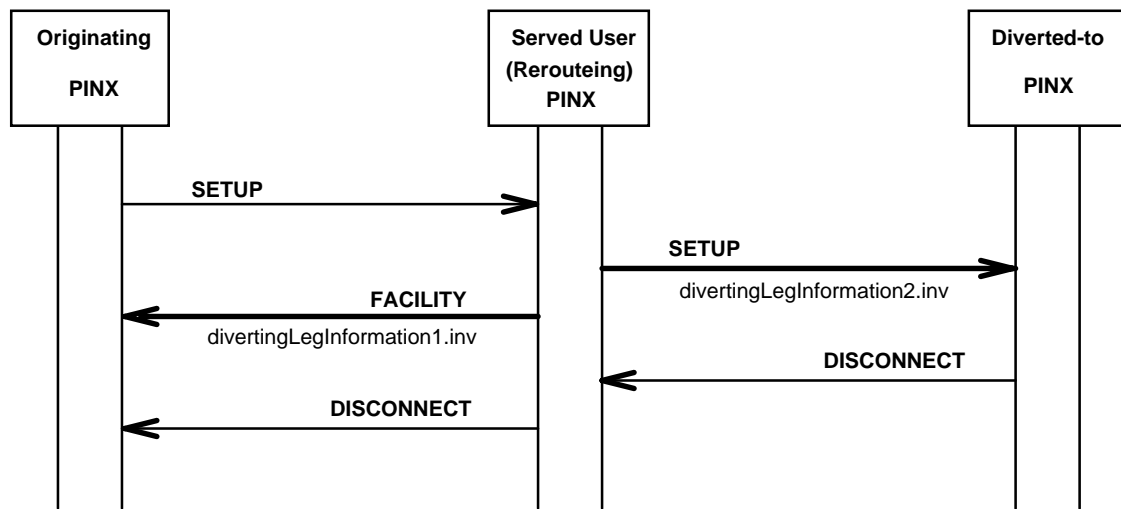 Originating
PINX
Served User
(Rerouteing)
PINX
Diverted-to
PINX
SETUP
SETUP
divertingLegInformation2.inv
FACILITY
divertingLegInformation1.inv
DISCONNECT
DISCONNECT